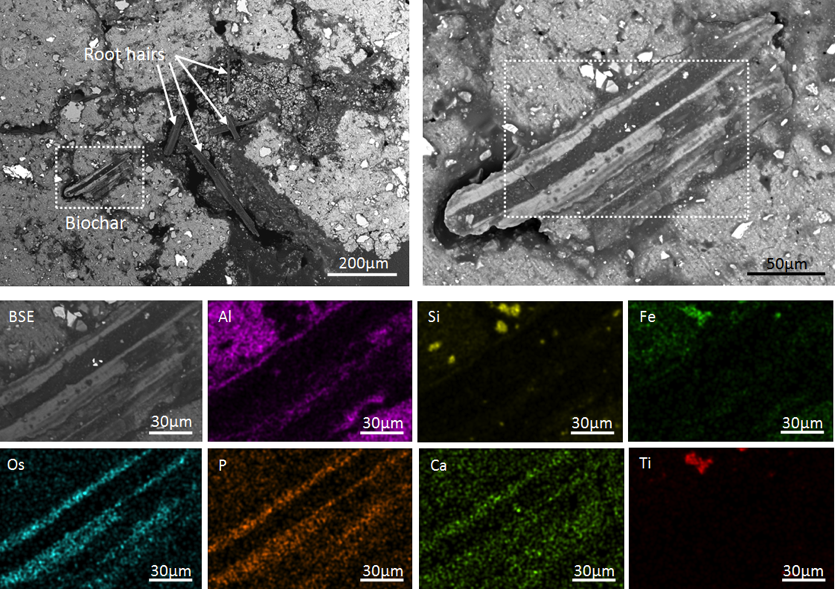 Root hairs
Biochar
200µm
50µm
BSE
30µm
Al
30µm
Si
30µm
Fe
30µm
Os
30µm
P
30µm
Ca
30µm
Ti
30µm